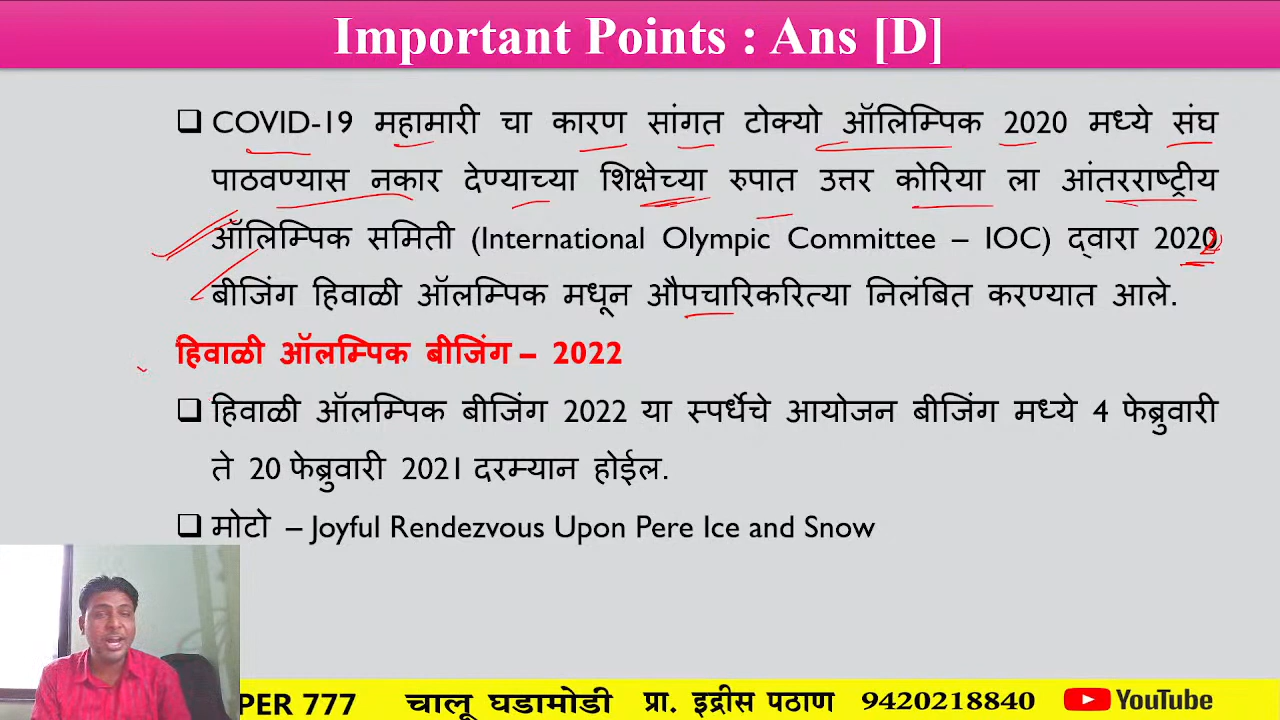 Important Points : Ans [D]
COVID-19 महामारी चा कारण सांगत टोक्यो ऑलिम्पिक 2020 मध्ये संघ
पाठवण्यास नकार देण्याच्या शिक्षेच्या रुपात उत्तर कोरिया ला आंतरराष्ट्रीय
ऑलिम्पिक समिती (International Olympic Committee – IOC) द्वारा 2020
बीजिंग हिवाळी ऑलम्पिक मधून औपचारिकरित्या निलंबित करण्यात आले.
हिवाळी ऑलम्पिक बीजिंग – 2022
हिवाळी ऑलम्पिक बीजिंग 2022 या स्पर्धेचे आयोजन बीजिंग मध्ये 4 फेब्रुवारी
ते 20 फेब्रुवारी 2021 दरम्यान होईल.
मोटो – Joyful Rendezvous Upon Pere Ice and Snow
PER 777 चालू घडामोडी प्रा. इद्रीस पठाण 9420218840 YouTube